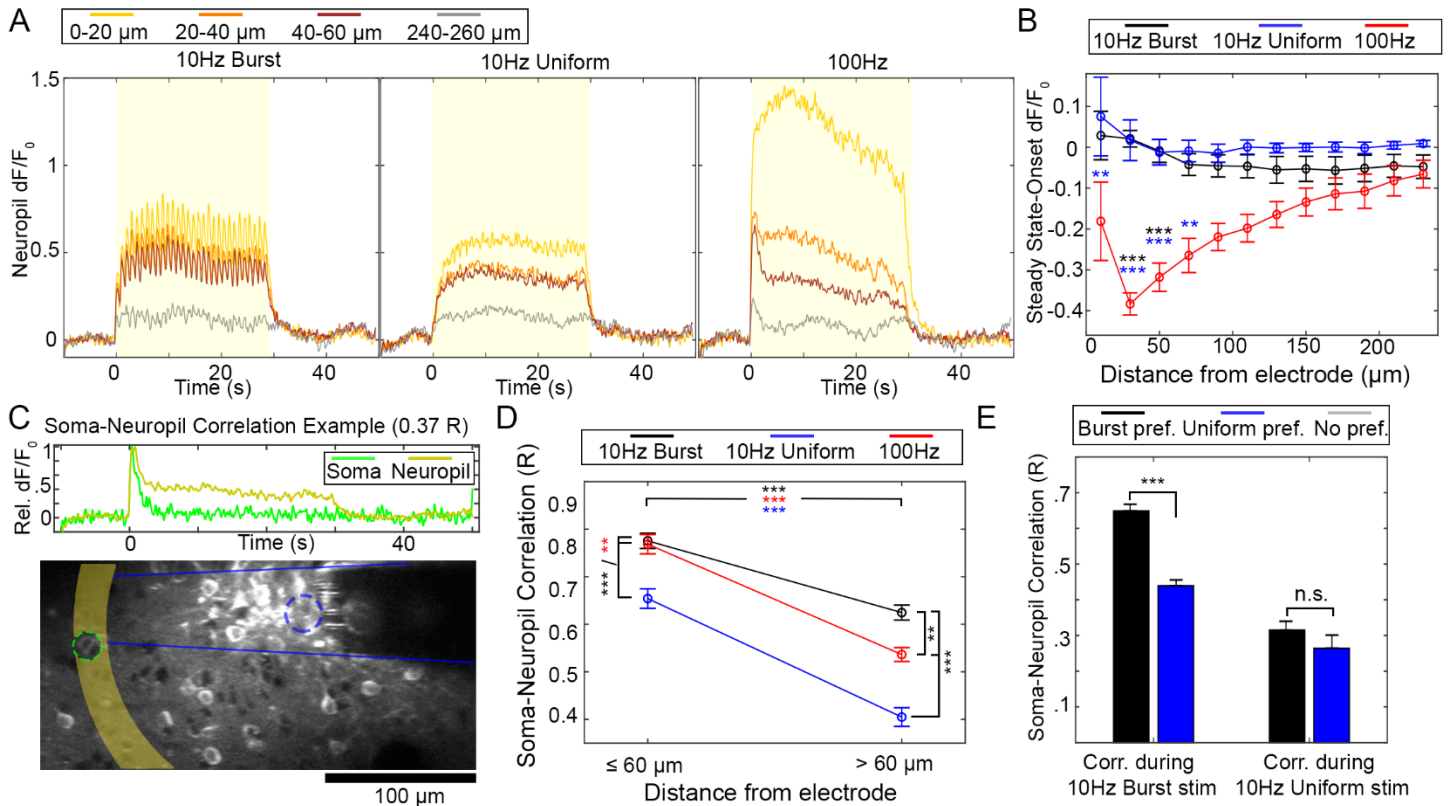 A
0-20 μm 20-40 μm 40-60 μm 240-260 μm
10Hz Burst 10Hz Uniform 100Hz
Neuropil dF/F0
1.5
1
0.5
0
0 20 40 0 20 40 0 20 40
Time (s) Time (s) Time (s)
B
10Hz Burst 10Hz Uniform 100Hz
Steady State-Onset dF/F0
0.1
0
-0.1
-0.2
-0.3
-0.4
**
***
***
***
***
**
0 50 100 150 200
Distance from electrode (μm)
C
Soma-Neuropil Correlation Example (0.37 R)
Rel. dF/F0
1
.5
0
Soma Neuropil
0 40
Time (s)
100 μm
D
10Hz Burst 10Hz Uniform 100Hz
Soma-Neuropil Correlation (R)
0.9
0.8
0.7
0.6
0.5
0.4
***
***
***
*** / **
**
***
≤ 60 μm > 60 μm
Distance from electrode
E
Burst pref. Uniform pref. No pref.
Soma-Neuropil Correlation (R)
.7
.5
.3
.1
***
n.s.
Corr. during Corr. during
10Hz Burst stim 10Hz Uniform stim